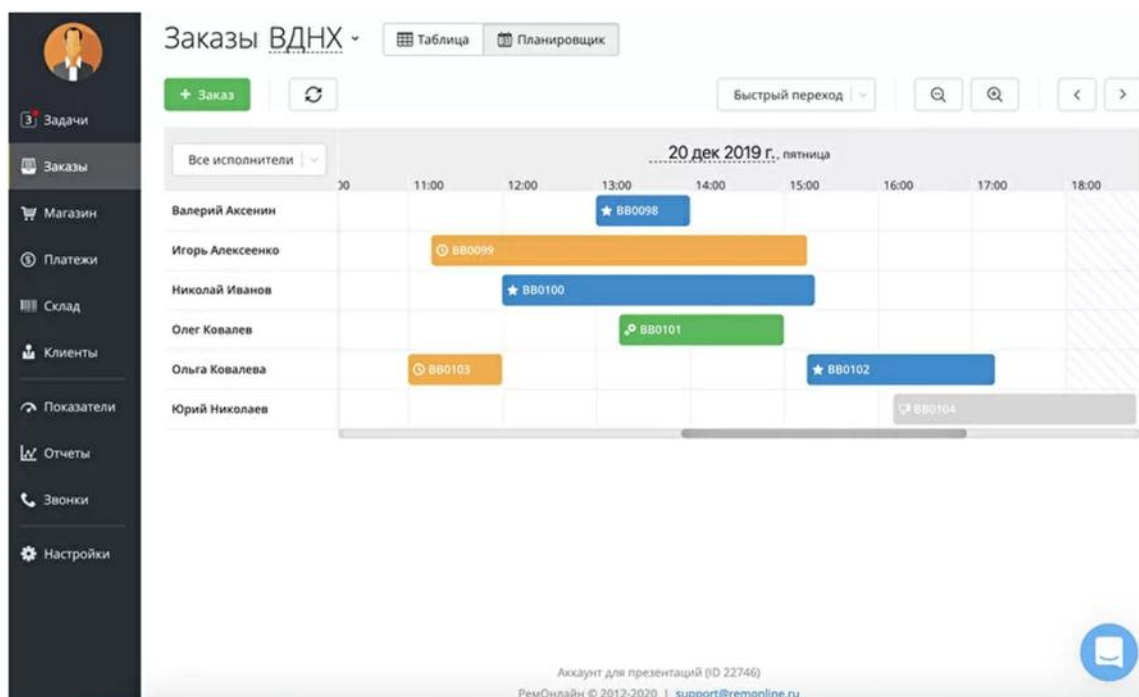 Заказы ВДНХ
Таблица
Планировщик
+ Заказ
Быстрый переход
3 Задачи
Заказы
Магазин
Платежи
Склад
Клиенты
Показатели
Отчеты
Звонки
Настройки
Все исполнители
20 дек 2019 г., пятница
00 11:00 12:00 13:00 14:00 15:00 16:00 17:00 18:00
Валерий Аксенин BB0098
Игорь Алексеенко BB0099
Николай Иванов BB0100
Олег Ковалев BB0101
Ольга Ковалева BB0103 BB0102
Юрий Николаев BB0104
Аккаунт для презентаций (ID 22746)
РемОнлайн © 2012-2020 | support@remonline.ru